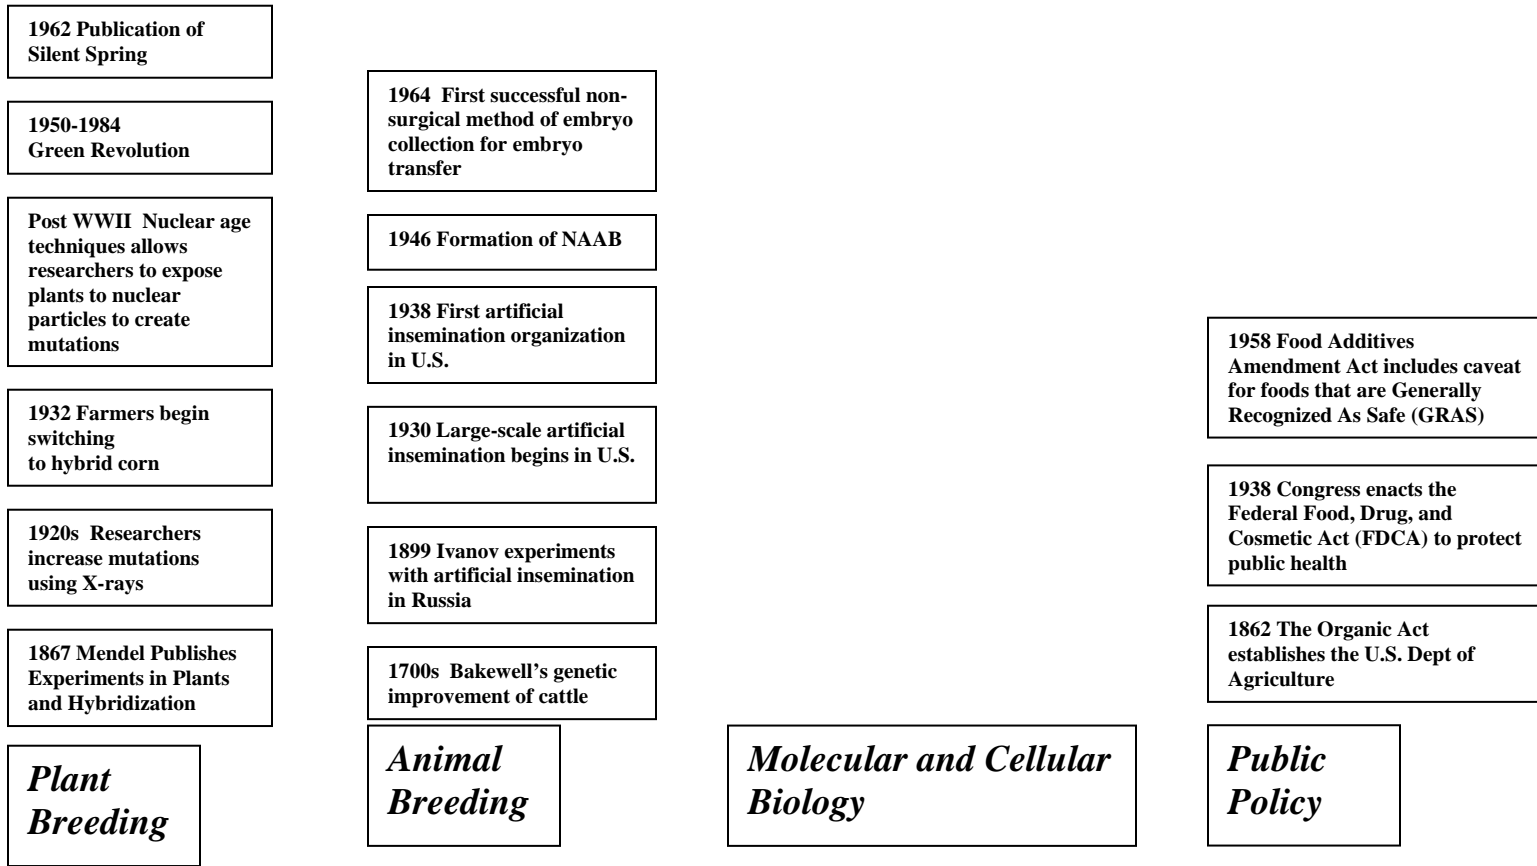 1962 Publication of
Silent Spring
1950-1984
Green Revolution
Post WWII  Nuclear age
techniques allows
researchers to expose
plants to nuclear
particles to create
mutations
1932 Farmers begin
switching
to hybrid corn
1920s  Researchers
increase mutations
using X-rays
1867 Mendel Publishes
Experiments in Plants
and Hybridization
Plant
Breeding
1964  First successful non-
surgical method of embryo
collection for embryo
transfer
1946 Formation of NAAB
1938 First artificial
insemination organization
in U.S.
1930 Large-scale artificial
insemination begins in U.S.
1899 Ivanov experiments
with artificial insemination
in Russia
1700s  Bakewell’s genetic
improvement of cattle
Animal
Breeding
Molecular and Cellular
Biology
1958 Food Additives
Amendment Act includes caveat
for foods that are Generally
Recognized As Safe (GRAS)
1938 Congress enacts the
Federal Food, Drug, and
Cosmetic Act (FDCA) to protect
public health
1862 The Organic Act
establishes the U.S. Dept of
Agriculture
Public
Policy